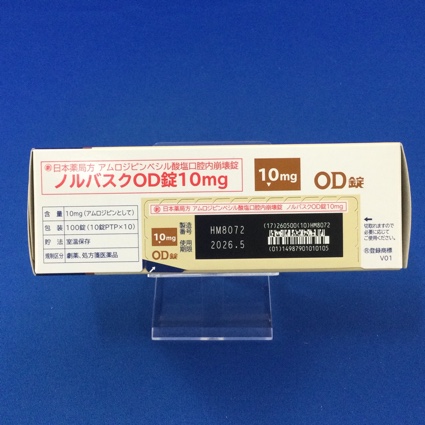 日本薬局方 アムロジピンベシル酸塩口腔内崩壊錠
ノルバスクOD錠10mg
10mg
OD錠
含 量 10mg(アムロジピンとして)
包 装 100錠(10錠PTP×10)
貯 法 室温保存
規制区分 劇薬、処方箋医薬品
日本薬局方 アムロジピンベシル酸塩口腔内崩壊錠 ノルバスクOD錠10mg
10mg
OD錠
製造番号 HM8072
使用期限 2026.5
(17)260500(10)HM8072
(01)14987901010105
切り取れますので
必要に応じて
ご使用ください。
®登録商標
V01